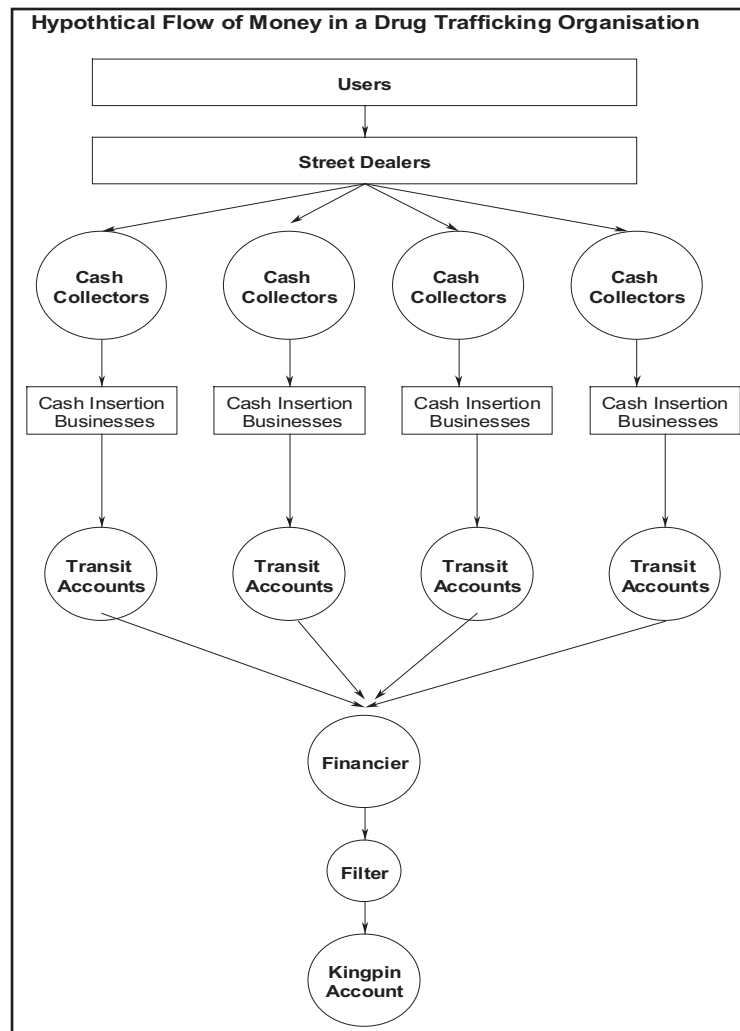 Hypothtical Flow of Money in a Drug Trafficking Organisation
Users
Street Dealers
Cash
Collectors
Cash
Collectors
Cash
Collectors
Cash
Collectors
Cash Insertion
Businesses
Cash Insertion
Businesses
Cash Insertion
Businesses
Cash Insertion
Businesses
Transit
Accounts
Transit
Accounts
Transit
Accounts
Transit
Accounts
Financier
Filter
Kingpin
Account